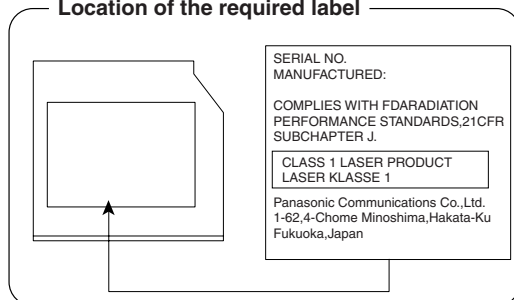 Location of the required label
SERIAL NO.
MANUFACTURED:
COMPLIES WITH FDARADIATION
PERFORMANCE STANDARDS,21CFR
SUBCHAPTER J.
CLASS 1 LASER PRODUCT
LASER KLASSE 1
Panasonic Communications Co.,Ltd.
1-62,4-Chome Minoshima,Hakata-Ku
Fukuoka,Japan